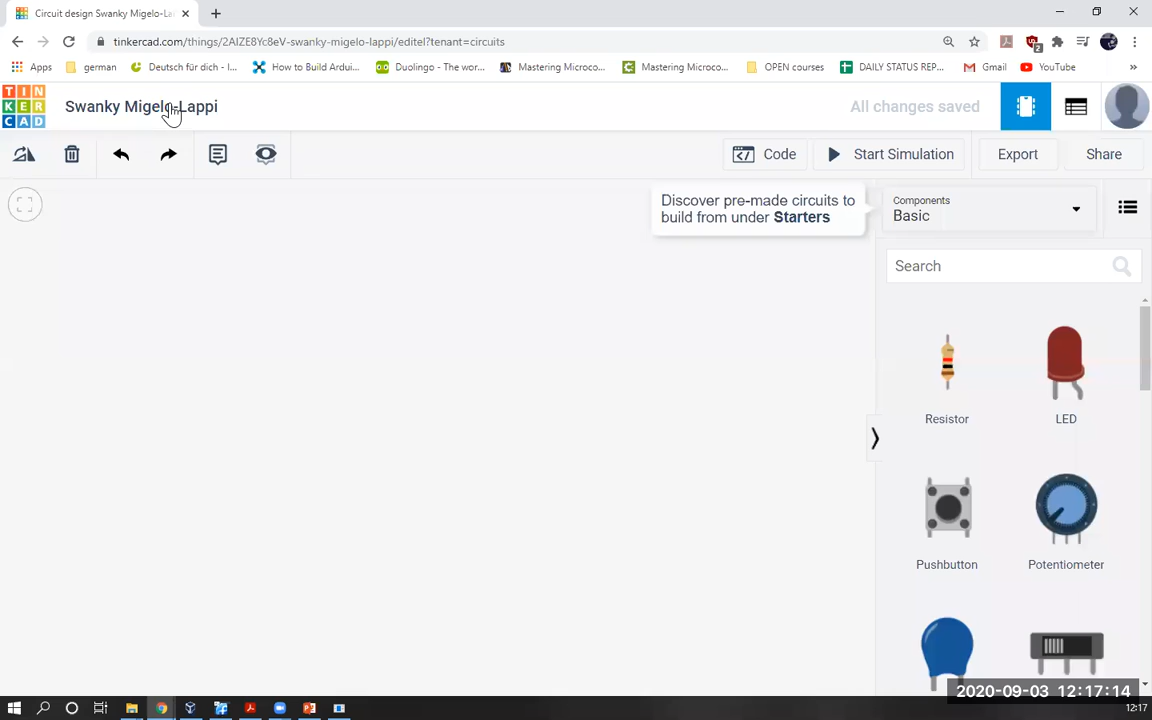 Circuit design Swanky Migelo-La
tinkercad.com/things/2AIZE8Yc8eV-swanky-migelo-lappi/editel?tenant=circuits
Apps german Deutsch für dich - I... How to Build Ardui... Duolingo - The wor... Mastering Microco... Mastering Microco... OPEN courses DAILY STATUS REP... Gmail YouTube »
TIN
KER
CAD
Swanky Migelo-Lappi
All changes saved
Code Start Simulation Export Share
Discover pre-made circuits to
build from under Starters
Components
Basic
Search
Resistor LED
Pushbutton Potentiometer
2020-09-03 12:17:14
12:17